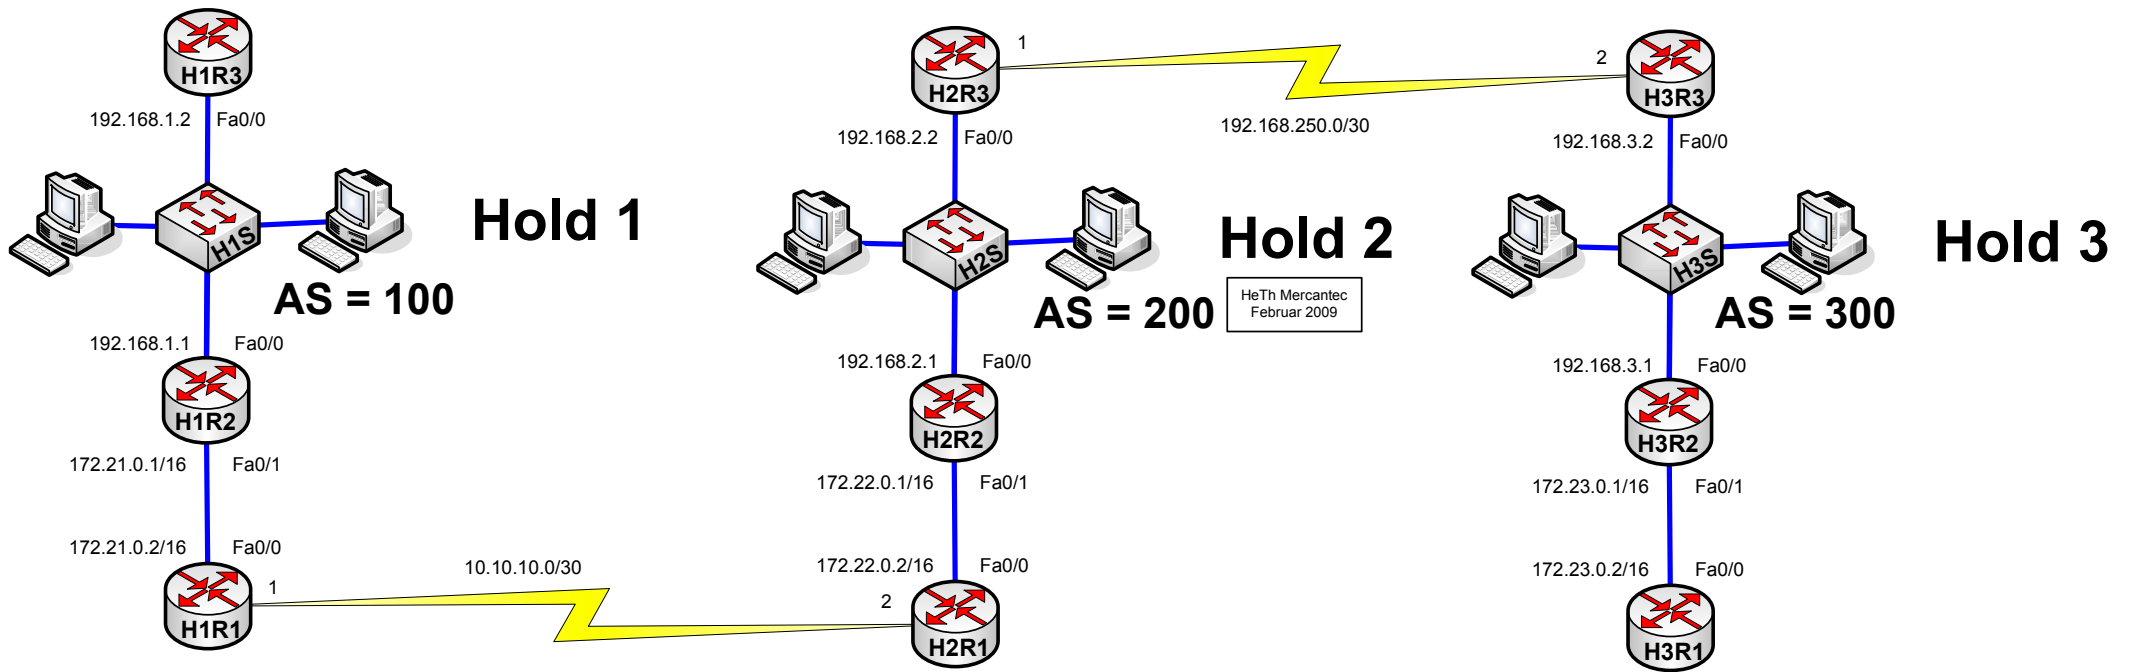 H1R3
192.168.1.2 Fa0/0
H1S
Hold 1
AS = 100
192.168.1.1 Fa0/0
H1R2
172.21.0.1/16 Fa0/1
172.21.0.2/16 Fa0/0
H1R1
1
10.10.10.0/30
2
H2R3
1
192.168.2.2 Fa0/0
H2S
Hold 2
AS = 200
HeTh Mercantec
Februar 2009
192.168.2.1 Fa0/0
H2R2
172.22.0.1/16 Fa0/1
172.22.0.2/16 Fa0/0
H2R1
192.168.250.0/30
2
H3R3
192.168.3.2 Fa0/0
H3S
Hold 3
AS = 300
192.168.3.1 Fa0/0
H3R2
172.23.0.1/16 Fa0/1
172.23.0.2/16 Fa0/0
H3R1